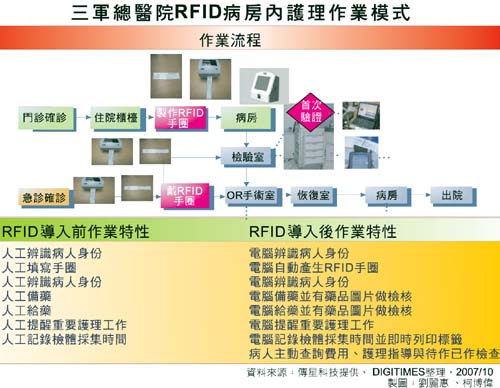 三軍總醫院RFID病房內護理作業模式
作業流程
門診確診
住院櫃檯
製作RFID
手圈
病房
首次
驗證
檢驗室
急診確診
戴RFID
手圈
OR手術室
恢復室
病房
出院
RFID導入前作業特性
人工辨識病人身份
人工填寫手圈
人工辨識病人身份
人工備藥
人工給藥
人工提醒重要護理工作
人工記錄檢體採集時間
RFID導入後作業特性
電腦辨識病人身份
電腦自動產生RFID手圈
電腦辨識病人身份
電腦備藥並有藥品圖片做檢核
電腦給藥並有藥品圖片做檢核
電腦提醒重要護理工作
電腦記錄檢體採集時間並即時列印標籤
病人主動查詢費用、護理指導與待作已作檢查
資料來源：傳星科技提供、DIGITIMES整理，2007/10
製圖：劉麗惠、柯博偉